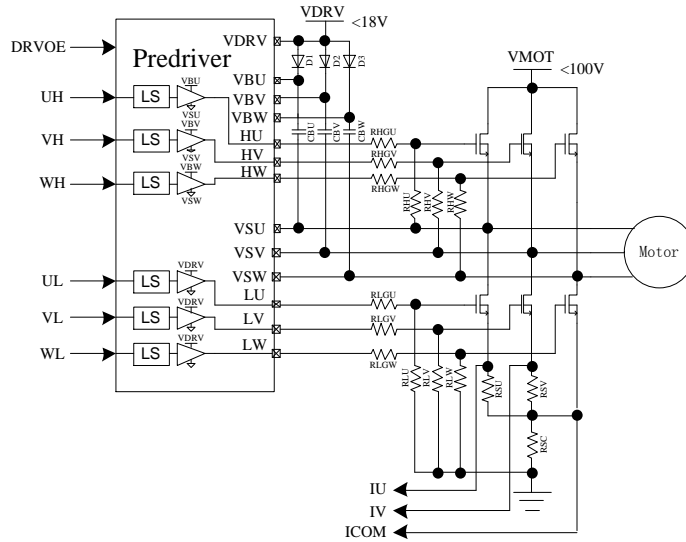 VDRV
<18V
DRVOE
Predriver
VDRV
D1
D2
D3
VMOT
<100V
VBU
VBU
UH
LS
VBV
VSU
VBV
VBW
CBU
CBV
CBW
HU
RHGU
VH
LS
HV
RHGV
VSV
VBW
WH
LS
HW
RHGW
VSW
RHU
RHV
RHW
VSU
VSV
Motor
VSW
VDRV
UL
LS
LU
RLGU
VDRV
VL
LS
LV
RLGV
VDRV
WL
LS
LW
RLGW
RLU
RLV
RLW
RSU
RSV
RSC
IU
IV
ICOM